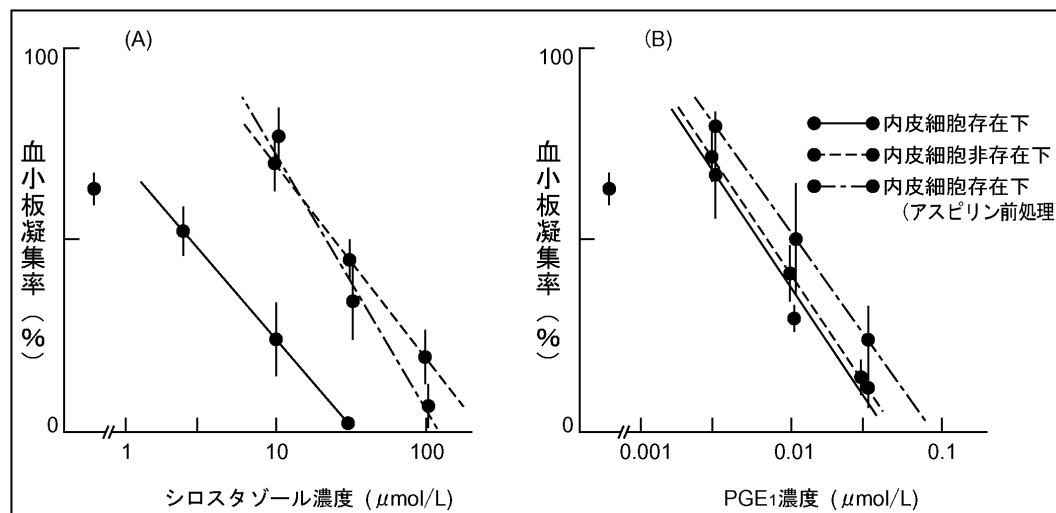 (A)
100
血小板凝集率(%)
0
1
10
100
シロスタゾール濃度 (μmol/L)
(B)
100
血小板凝集率(%)
0
0.001
0.01
0.1
PGE1濃度 (μmol/L)
内皮細胞存在下
内皮細胞非存在下
内皮細胞存在下
(アスピリン前処理